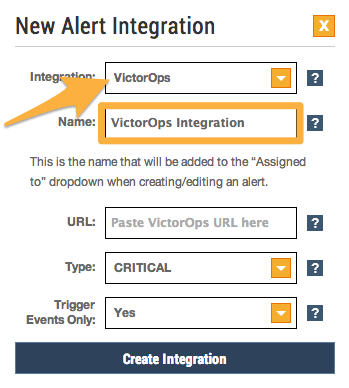 New Alert Integration X
Integration: VictorOps ?
Name: VictorOps Integration ?
This is the name that will be added to the “Assigned
to” dropdown when creating/editing an alert.
URL: Paste VictorOps URL here ?
Type: CRITICAL ?
Trigger
Events Only: Yes ?
Create Integration